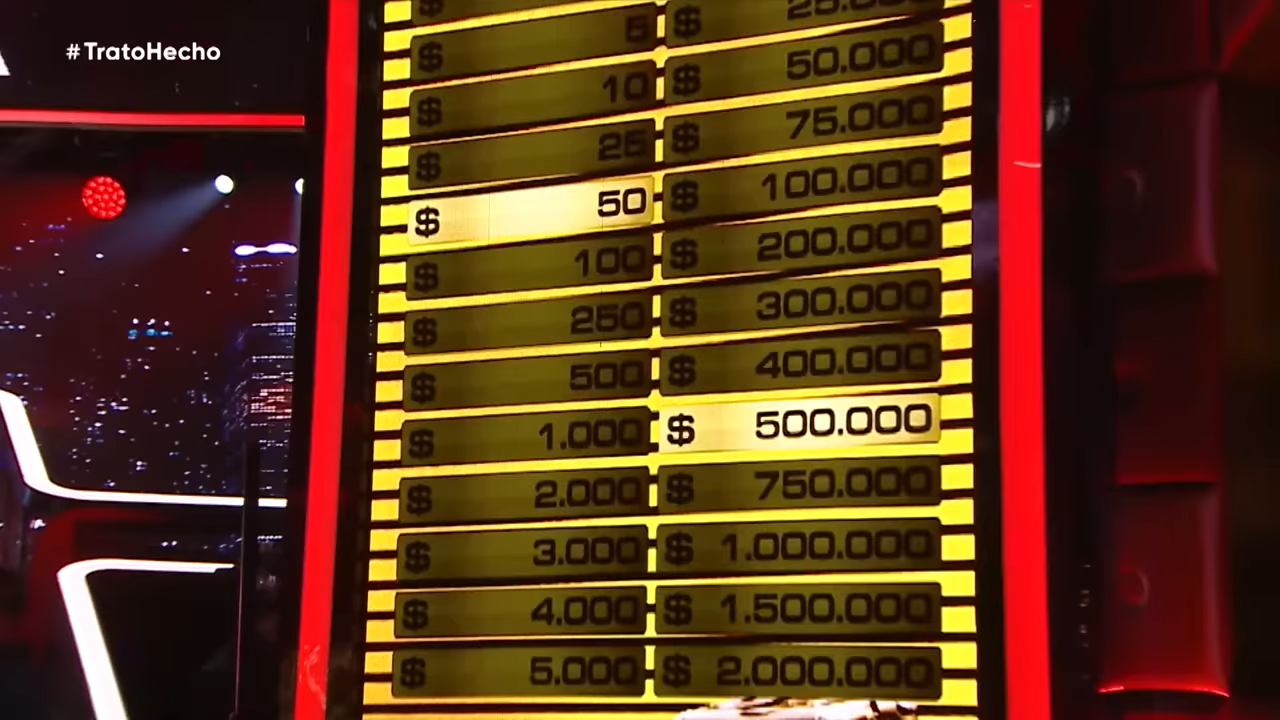 #TratoHecho
$ 5 $
$ 10 $ 50.000
$ 25 $ 75.000
$ 50 $ 100.000
$ 100 $ 200.000
$ 250 $ 300.000
$ 500 $ 400.000
$ 1.000 $ 500.000
$ 2.000 $ 750.000
$ 3.000 $ 1.000.000
$ 4.000 $ 1.500.000
$ 5.000 $ 2.000.000